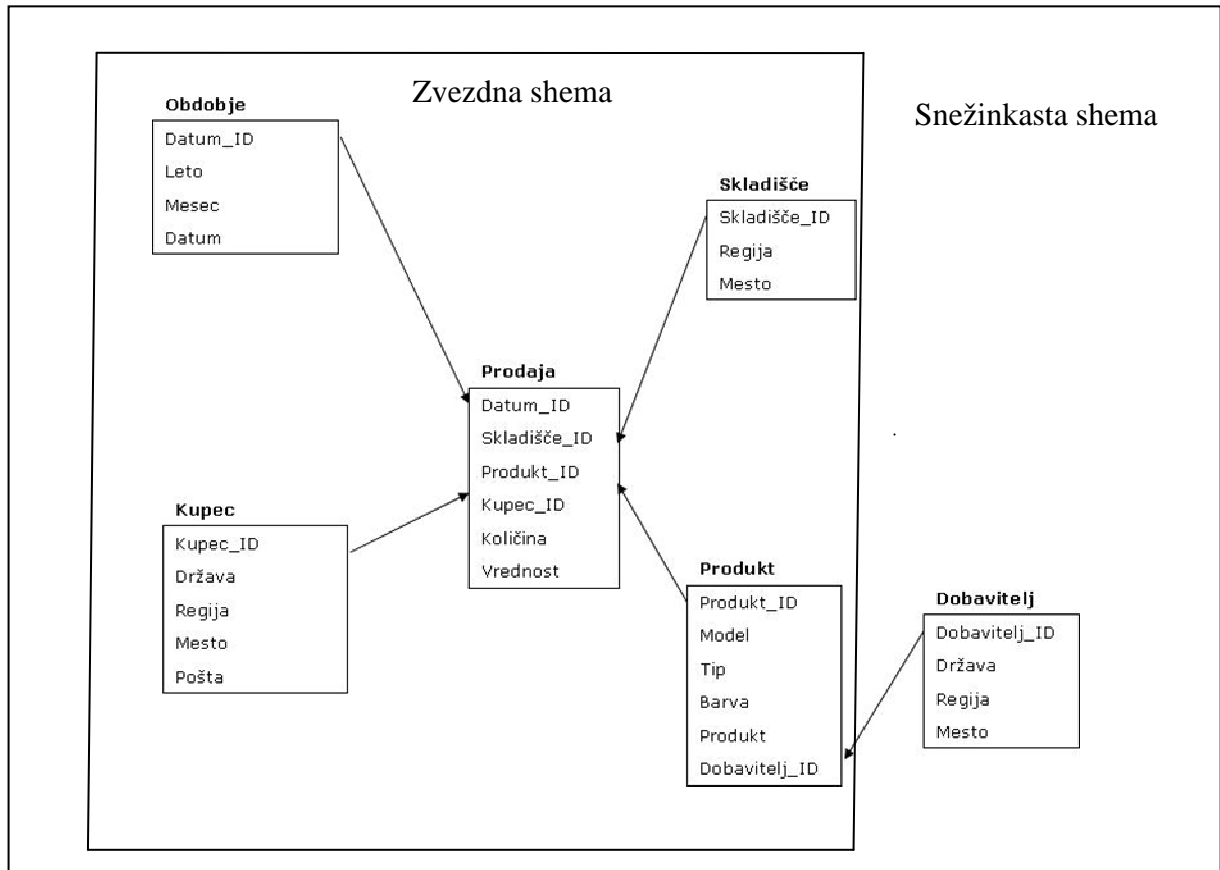 Zvezdna shema
Snežinkasta shema
Obdobje
Datum_ID
Leto
Mesec
Datum
Skladišče
Skladišče_ID
Regija
Mesto
Prodaja
Datum_ID
Skladišče_ID
Produkt_ID
Kupec_ID
Količina
Vrednost
Kupec
Kupec_ID
Država
Regija
Mesto
Pošta
Produkt
Produkt_ID
Model
Tip
Barva
Produkt
Dobavitelj_ID
Dobavitelj
Dobavitelj_ID
Država
Regija
Mesto